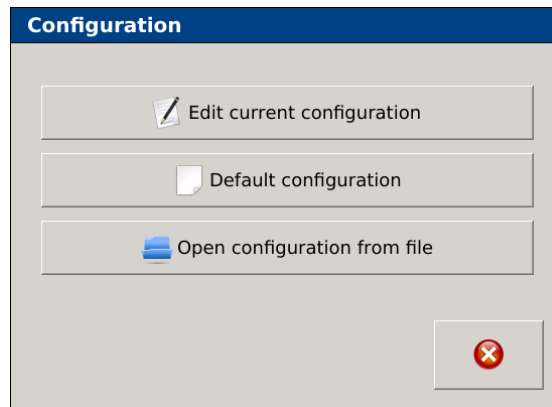 Configuration
Edit current configuration
Default configuration
Open configuration from file